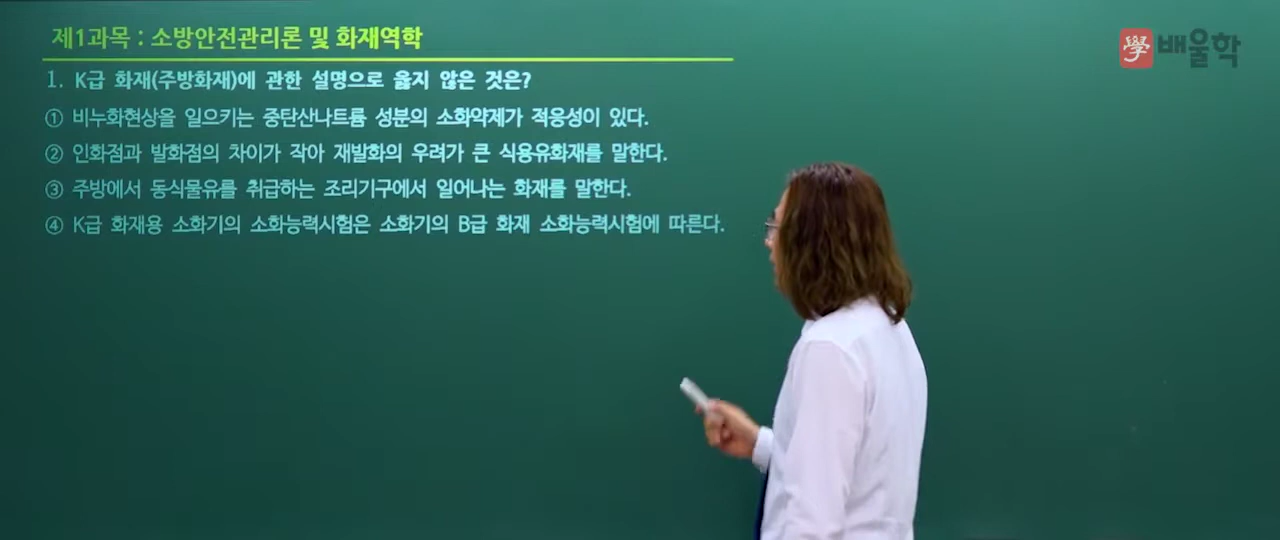 제1과목 : 소방안전관리론 및 화재역학
學 배울학
1. K급 화재(주방화재)에 관한 설명으로 옳지 않은 것은?
① 비누화현상을 일으키는 중탄산나트륨 성분의 소화약제가 적응성이 있다.
② 인화점과 발화점의 차이가 작아 재발화의 우려가 큰 식용유화재를 말한다.
③ 주방에서 동식물유를 취급하는 조리기구에서 일어나는 화재를 말한다.
④ K급 화재용 소화기의 소화능력시험은 소화기의 B급 화재 소화능력시험에 따른다.